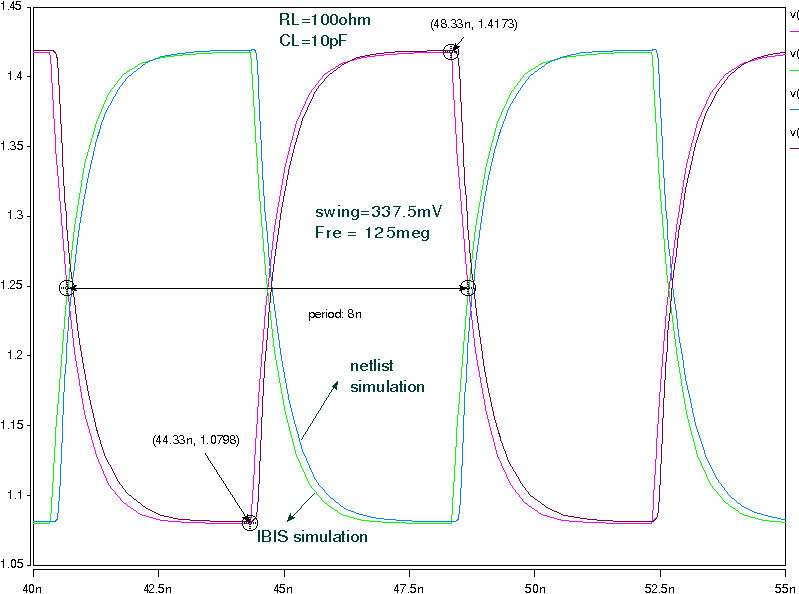 1.45
RL=100ohm
CL=10pF
(48.33n, 1.4173)
v(
v(
v(
v(
1.4
1.35
1.3
swing=337.5mV
Fre = 125meg
1.25
period: 8n
1.2
netlist
simulation
1.15
(44.33n, 1.0798)
1.1
IBIS simulation
1.05
40n 42.5n 45n 47.5n 50n 52.5n 55n